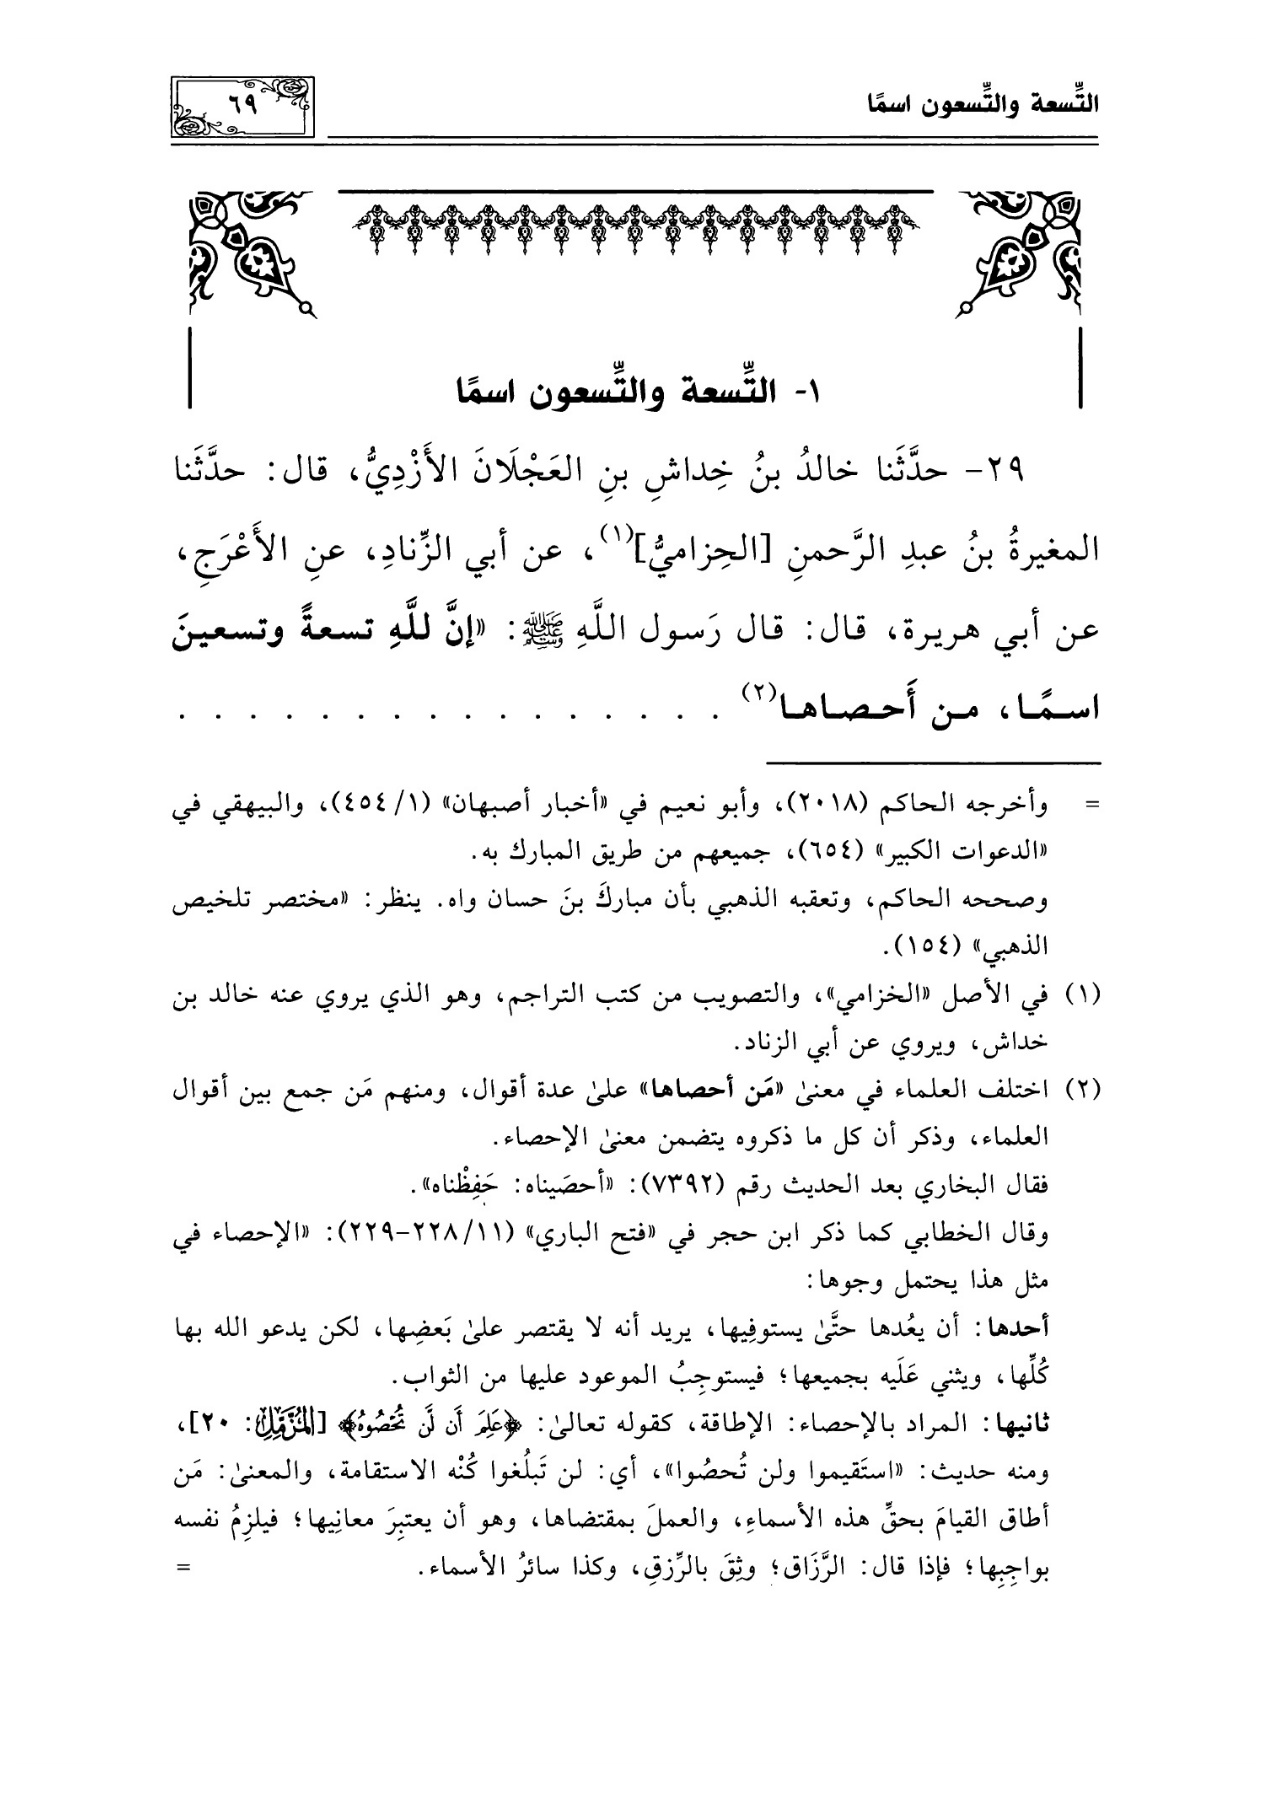 التِّسعة والتِّسعون اسمًا
٦٩
١- التِّسعة والتِّسعون اسمًا
٢٩- حدَّثَنا خالدُ بنُ خِداشِ بنِ العَجْلَانَ الأَزْدِيُّ، قال: حدَّثَنا
المغيرةُ بنُ عبدِ الرَّحمنِ [الحِزاميُّ](١)، عن أبي الزِّنادِ، عنِ الأَعْرَجِ،
عن أبي هريرة، قال: قال رَسول اللَّهِ ﷺ: «إنَّ للَّهِ تسعةً وتسعينَ
اسمًا، من أَحصاها(٢) . . . . . . . . . . . . . . . .
= وأخرجه الحاكم (٢٠١٨)، وأبو نعيم في «أخبار أصبهان» (١/ ٤٥٤)، والبيهقي في
«الدعوات الكبير» (٦٥٤)، جميعهم من طريق المبارك به.
وصححه الحاكم، وتعقبه الذهبي بأن مباركَ بنَ حسان واه. ينظر: «مختصر تلخيص
الذهبي» (١٥٤).
(١) في الأصل «الخزامي»، والتصويب من كتب التراجم، وهو الذي يروي عنه خالد بن
خداش، ويروي عن أبي الزناد.
(٢) اختلف العلماء في معنىٰ «مَن أحصاها» علىٰ عدة أقوال، ومنهم مَن جمع بين أقوال
العلماء، وذكر أن كل ما ذكروه يتضمن معنىٰ الإحصاء.
فقال البخاري بعد الحديث رقم (٧٣٩٢): «أحصَيناه: حَفِظْناه».
وقال الخطابي كما ذكر ابن حجر في «فتح الباري» (١١/ ٢٢٨-٢٢٩): «الإحصاء في
مثل هذا يحتمل وجوها:
أحدها: أن يعُدها حتَّىٰ يستوفِيها، يريد أنه لا يقتصر علىٰ بَعضِها، لكن يدعو الله بها
كُلِّها، ويثني عَلَيه بجميعها؛ فيستوجِبُ الموعود عليها من الثواب.
ثانيها: المراد بالإحصاء: الإطاقة، كقوله تعالىٰ: ﴿عَلِمَ أَن لَّن تُحْصُوهُ﴾ [المُزَّمِّل: ٢٠]،
ومنه حديث: «استَقيموا ولن تُحصُوا»، أي: لن تَبلُغوا كُنْه الاستقامة، والمعنىٰ: مَن
أطاق القيامَ بحقِّ هذه الأسماءِ، والعملَ بمقتضاها، وهو أن يعتبِرَ معانِيها؛ فيلزِمُ نفسه
بواجِبِها؛ فإذا قال: الرَّزَاق؛ وثِقَ بالرِّزقِ، وكذا سائرُ الأسماء. =